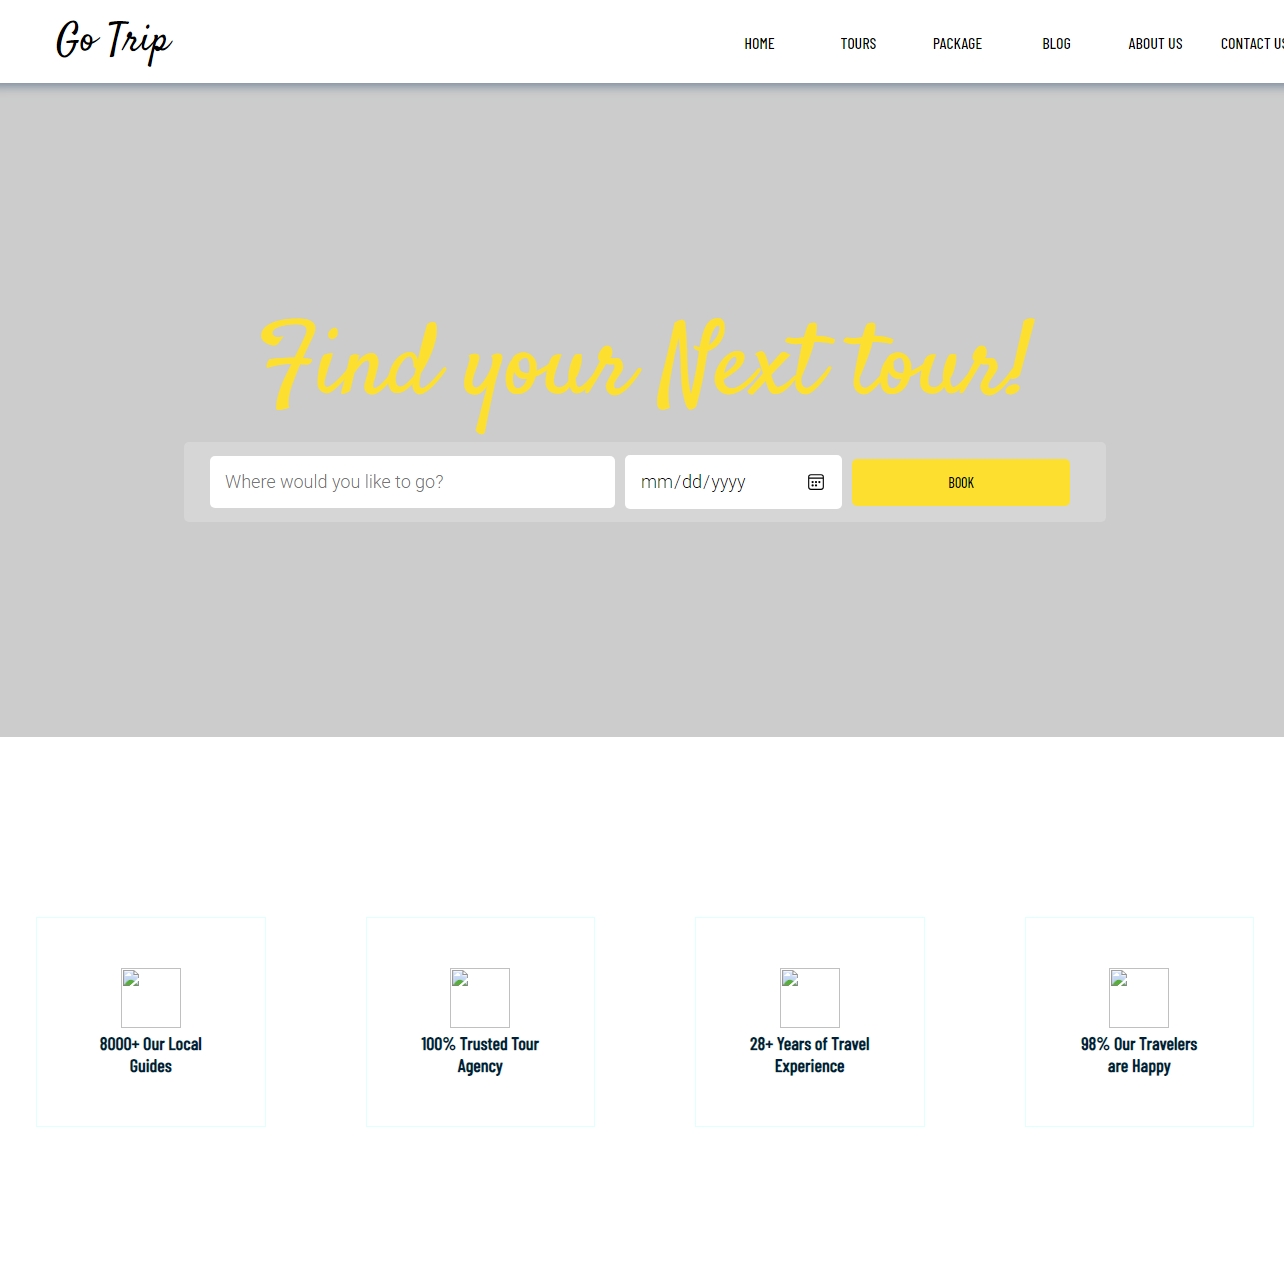 Go Trip
HOME TOURS PACKAGE BLOG ABOUT US CONTACT US
Find your Next tour!
Where would you like to go? mm/dd/yyyy BOOK
8000+ Our Local
Guides
100% Trusted Tour
Agency
28+ Years of Travel
Experience
98% Our Travelers
are Happy